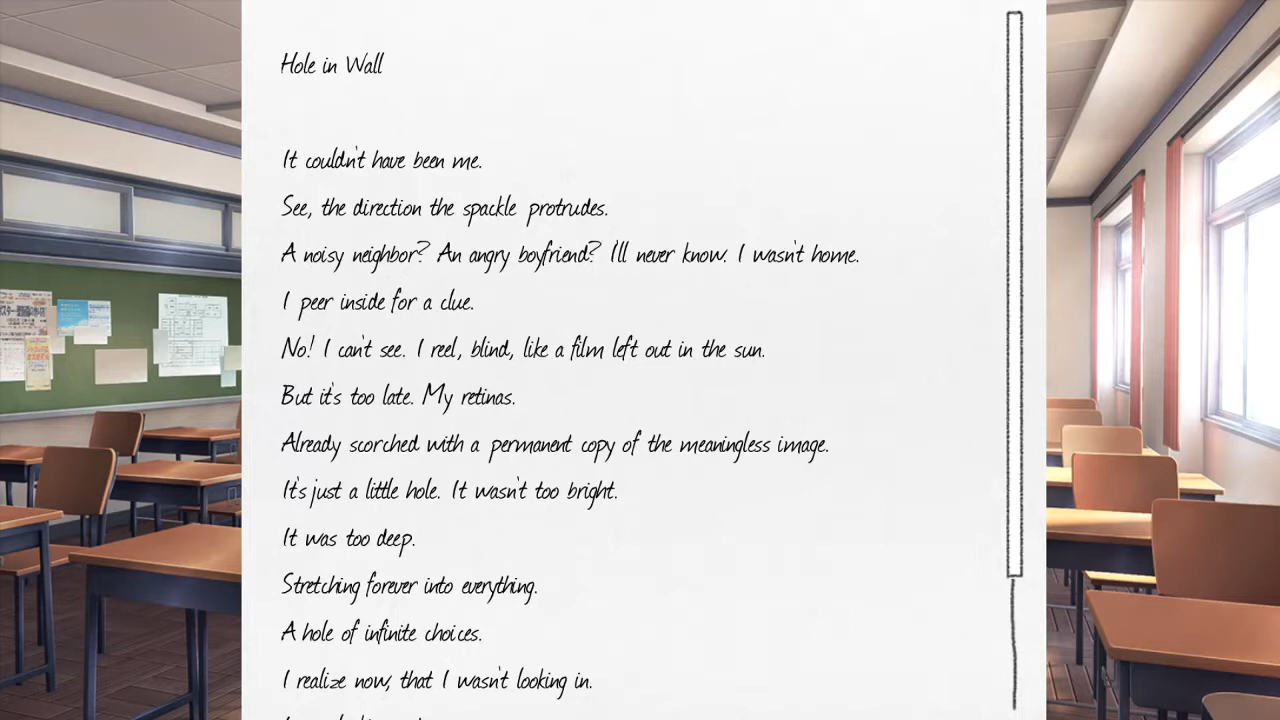 Hole in Wall
It couldn't have been me.
See, the direction the spackle protrudes.
A noisy neighbor? An angry boyfriend? I'll never know. I wasn't home.
I peer inside for a clue.
No! I can't see. I reel, blind, like a film left out in the sun.
But it's too late. My retinas.
Already scorched with a permanent copy of the meaningless image.
It's just a little hole. It wasn't too bright.
It was too deep.
Stretching forever into everything.
A hole of infinite choices.
I realize now, that I wasn't looking in.